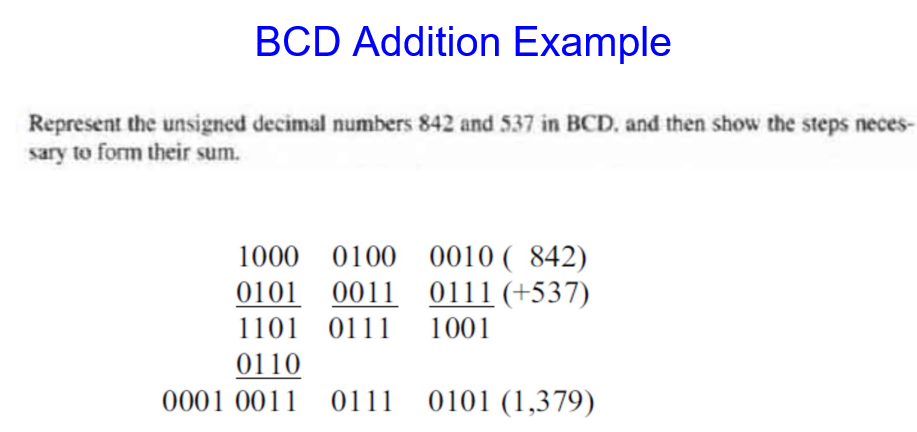 BCD Addition Example
Represent the unsigned decimal numbers 842 and 537 in BCD, and then show the steps neces-
sary to form their sum.
1000 0100 0010 ( 842)
0101 0011 0111 (+537)
1101 0111 1001
0110
0001 0011 0111 0101 (1,379)